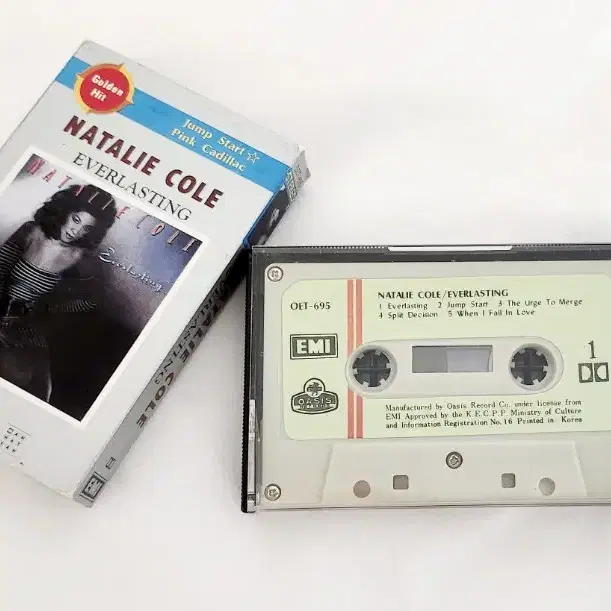 Golden
Hit
Jump Start☆
Pink Cadillac
NATALIE COLE
EVERLASTING
NATALIE COLE
Everlasting
NATALIE COLE
EMI
OET-695
NATALIE COLE/EVERLASTING
1 Everlasting 2 Jump Start 3 The Urge To Merge
4 Split Decision 5 When I Fall In Love
EMI
1
OASIS
RECORDS
Manufactured by Oasis Record Co. under license from
EMI Approved by the K.E.C.P.P. Ministry of Culture
and Information Registration No. 16 Printed in Korea